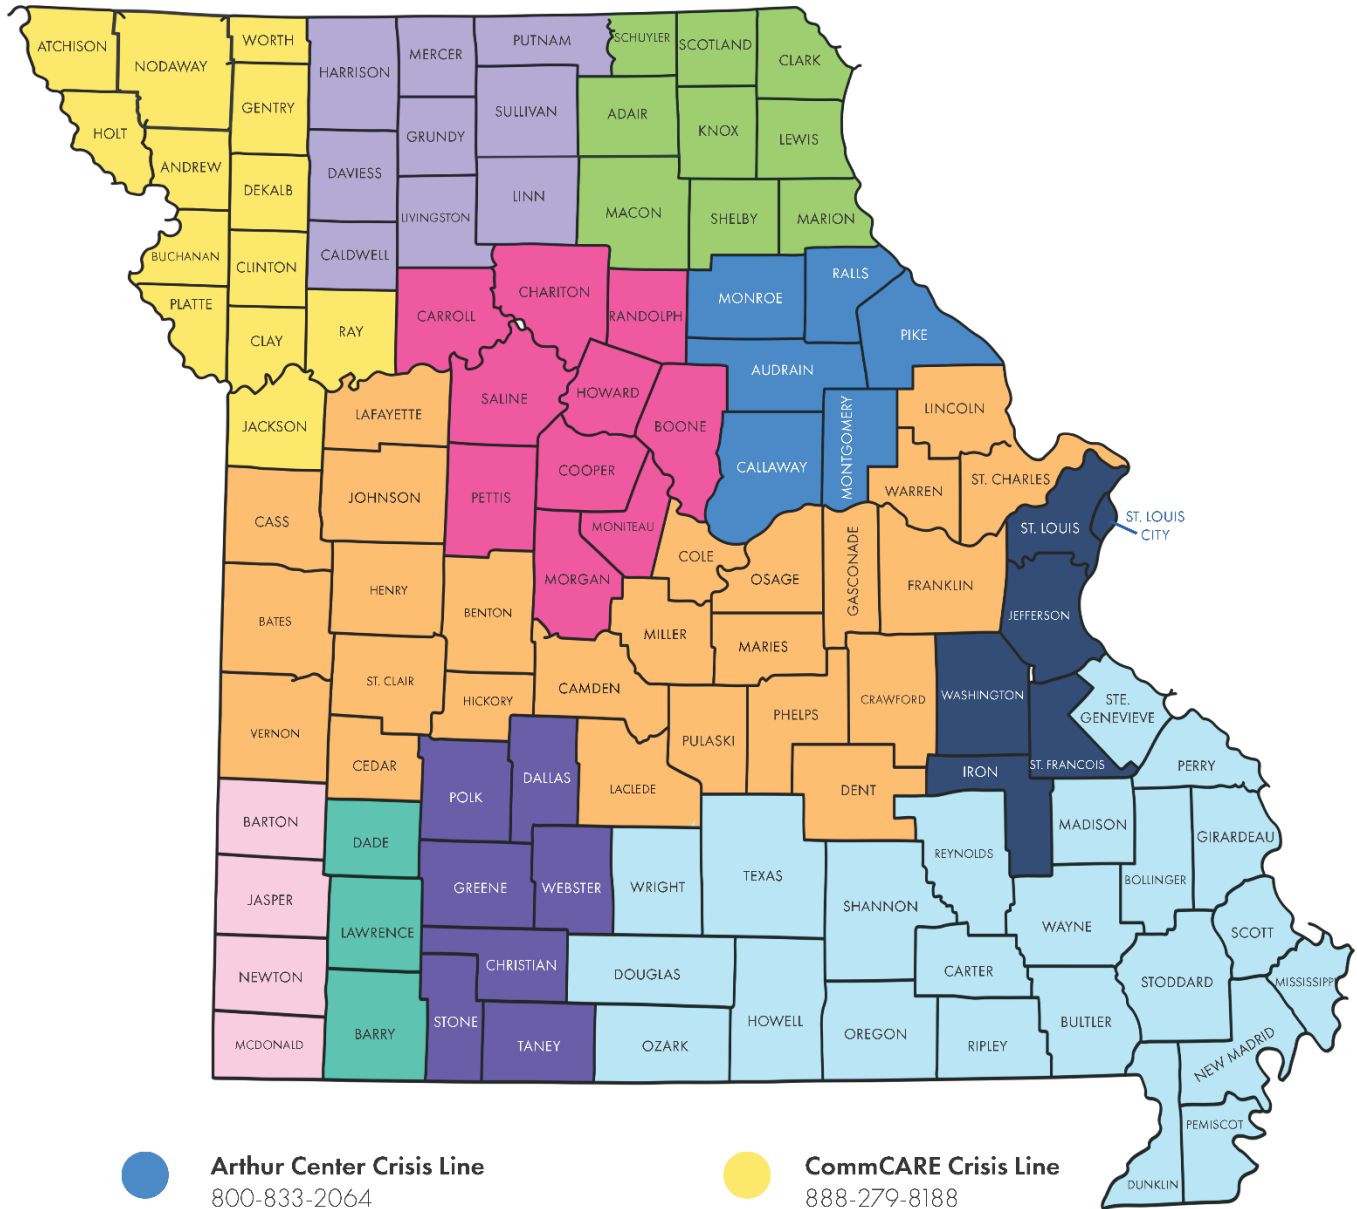 ATCHISON
NODAWAY
WORTH
HARRISON
MERCER
PUTNAM
SCHUYLER
SCOTLAND
CLARK
HOLT
GENTRY
GRUNDY
SULLIVAN
ADAIR
KNOX
LEWIS
ANDREW
DEKALB
DAVIESS
LIVINGSTON
LINN
MACON
SHELBY
MARION
BUCHANAN
CLINTON
CALDWELL
PLATTE
CLAY
RAY
CARROLL
CHARITON
RANDOLPH
MONROE
RALLS
PIKE
AUDRAIN
JACKSON
LAFAYETTE
SALINE
HOWARD
BOONE
CALLAWAY
MONTGOMERY
LINCOLN
WARREN
ST. CHARLES
ST. LOUIS
ST. LOUIS
CITY
CASS
JOHNSON
PETTIS
COOPER
MONITEAU
COLE
OSAGE
GASCONADE
FRANKLIN
JEFFERSON
BATES
HENRY
BENTON
MORGAN
MILLER
MARIES
VERNON
ST. CLAIR
HICKORY
CAMDEN
PULASKI
PHELPS
CRAWFORD
WASHINGTON
STE.
GENEVIEVE
ST. FRANCOIS
PERRY
CEDAR
POLK
DALLAS
LACLEDE
DENT
IRON
BARTON
DADE
GREENE
WEBSTER
WRIGHT
TEXAS
SHANNON
REYNOLDS
MADISON
BOLLINGER
GIRARDEAU
JASPER
LAWRENCE
CHRISTIAN
DOUGLAS
WAYNE
SCOTT
NEWTON
BARRY
STONE
TANEY
OZARK
HOWELL
OREGON
CARTER
RIPLEY
BULTLER
STODDARD
MISSISSIPPI
MCDONALD
NEW MADRID
PEMISCOT
DUNKLIN
Arthur Center Crisis Line
800-833-2064
CommCARE Crisis Line
888-279-8188